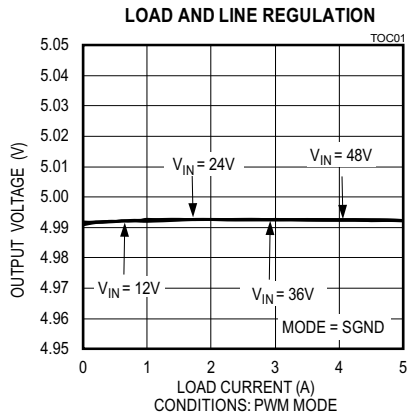 LOAD AND LINE REGULATION
TOC01
OUTPUT VOLTAGE (V)
5.05
5.04
5.03
5.02
5.01
5.00
4.99
4.98
4.97
4.96
4.95
VIN = 24V
VIN = 48V
VIN = 12V
VIN = 36V
MODE = SGND
0 1 2 3 4 5
LOAD CURRENT (A)
CONDITIONS: PWM MODE